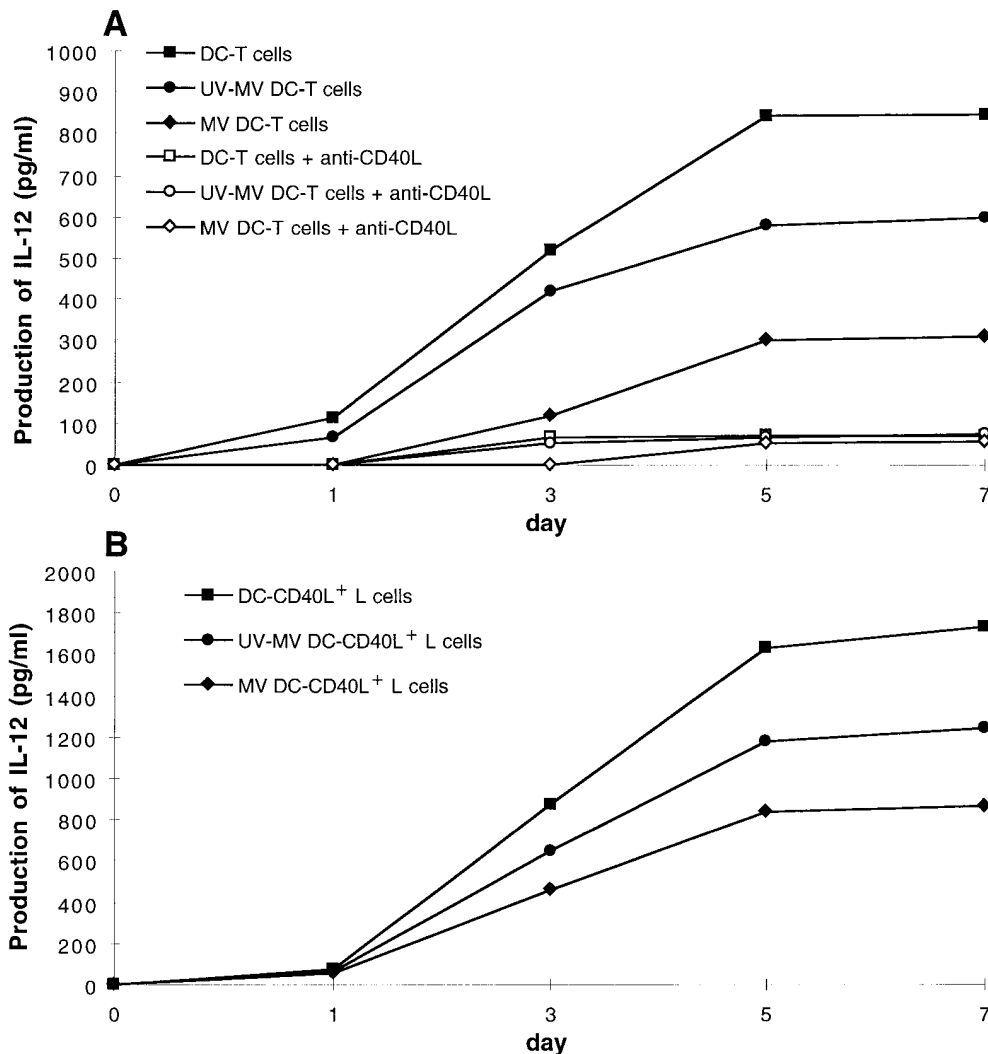 A
1000
900
800
700
600
500
400
300
200
100
0
Production of IL-12 (pg/ml)
DC-T cells
UV-MV DC-T cells
MV DC-T cells
DC-T cells + anti-CD40L
UV-MV DC-T cells + anti-CD40L
MV DC-T cells + anti-CD40L
0 1 3 5 7
day
B
2000
1800
1600
1400
1200
1000
800
600
400
200
0
Production of IL-12 (pg/ml)
DC-CD40L+ L cells
UV-MV DC-CD40L+ L cells
MV DC-CD40L+ L cells
0 1 3 5 7
day